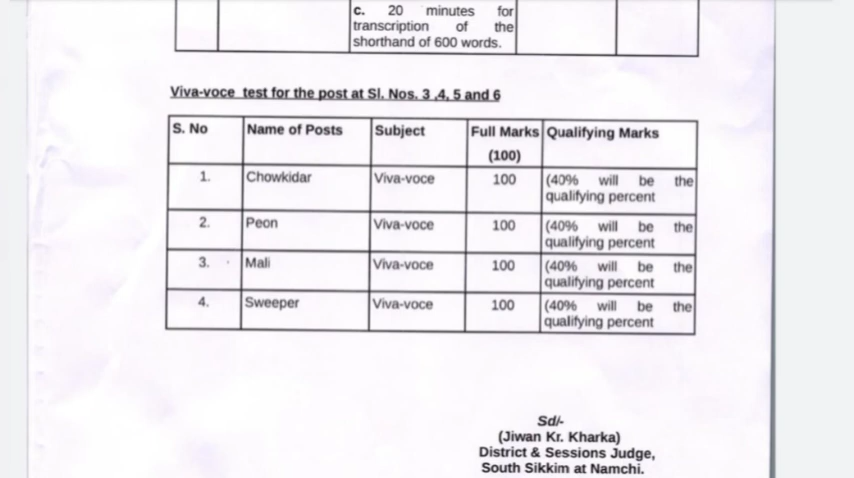 c. 20 minutes for
transcription of the
shorthand of 600 words.
Viva-voce test for the post at Sl. Nos. 3 ,4, 5 and 6
S. No Name of Posts Subject Full Marks (100) Qualifying Marks
1. Chowkidar Viva-voce 100 (40% will be the
qualifying percent
2. Peon Viva-voce 100 (40% will be the
qualifying percent
3. Mali Viva-voce 100 (40% will be the
qualifying percent
4. Sweeper Viva-voce 100 (40% will be the
qualifying percent
Sd/-
(Jiwan Kr. Kharka)
District & Sessions Judge,
South Sikkim at Namchi.